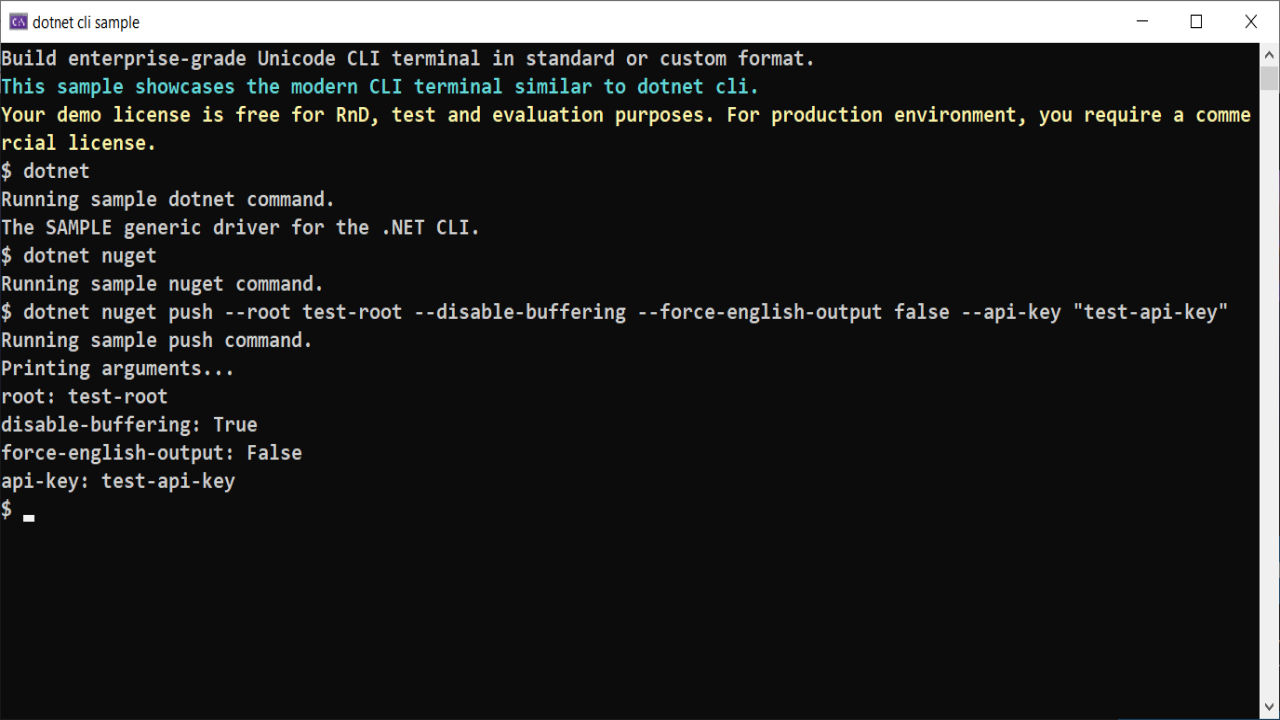 dotnet cli sample
Build enterprise-grade Unicode CLI terminal in standard or custom format.
This sample showcases the modern CLI terminal similar to dotnet cli.
Your demo license is free for RnD, test and evaluation purposes. For production environment, you require a comme
rcial license.
$ dotnet
Running sample dotnet command.
The SAMPLE generic driver for the .NET CLI.
$ dotnet nuget
Running sample nuget command.
$ dotnet nuget push --root test-root --disable-buffering --force-english-output false --api-key "test-api-key"
Running sample push command.
Printing arguments...
root: test-root
disable-buffering: True
force-english-output: False
api-key: test-api-key
$